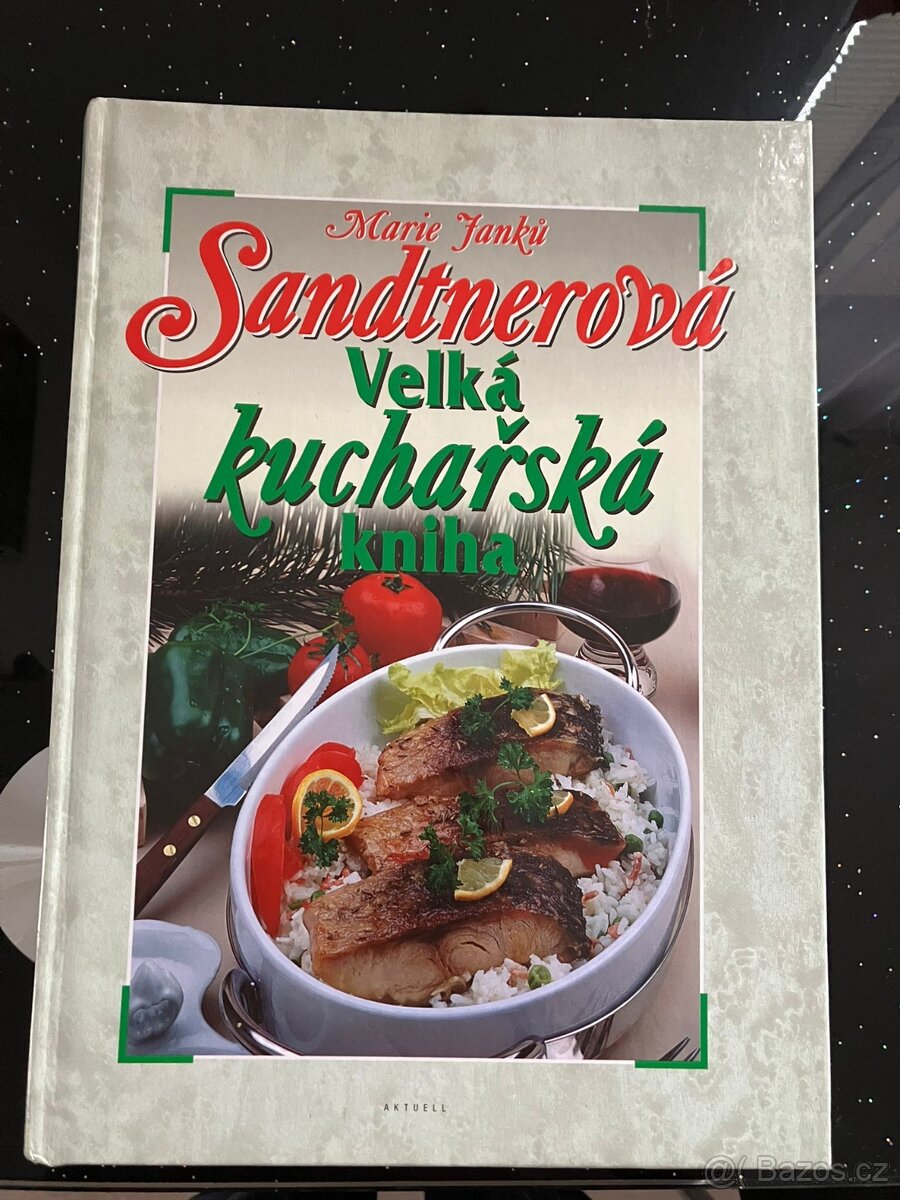 Marie Janků
Sandtnerová
Velká
kuchařská
kniha
AKTUELL
@( Bazos.cz